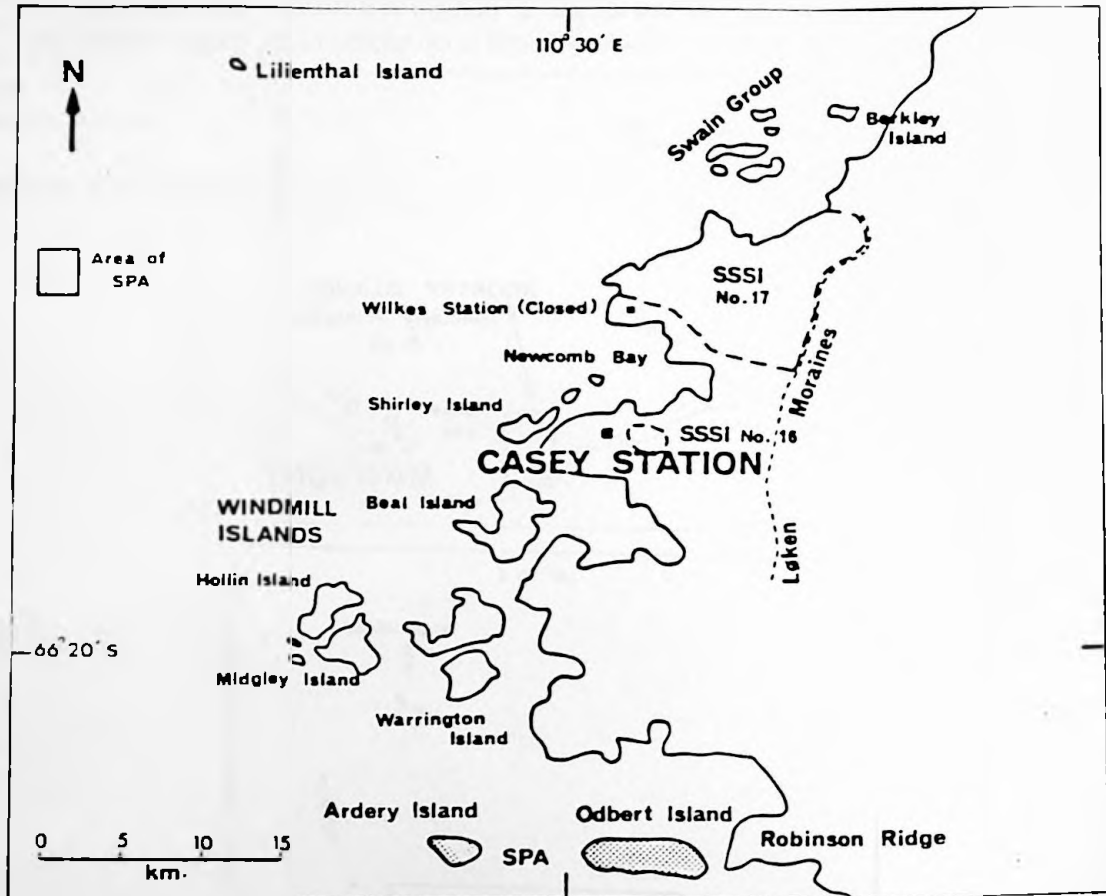 110° 30' E
N
Lilienthal Island
Swain Group
Berkley
Island
Area of
SPA
SSSI
No. 17
Wilkes Station (Closed)
Newcomb Bay
Moraines
Shirley Island
SSSI No. 16
CASEY STATION
Beal Island
WINDMILL
ISLANDS
Løken
Hollin Island
66° 20' S
Midgley Island
Warrington
Island
Ardery Island
Odbert Island
0 5 10 15
km.
SPA
Robinson Ridge